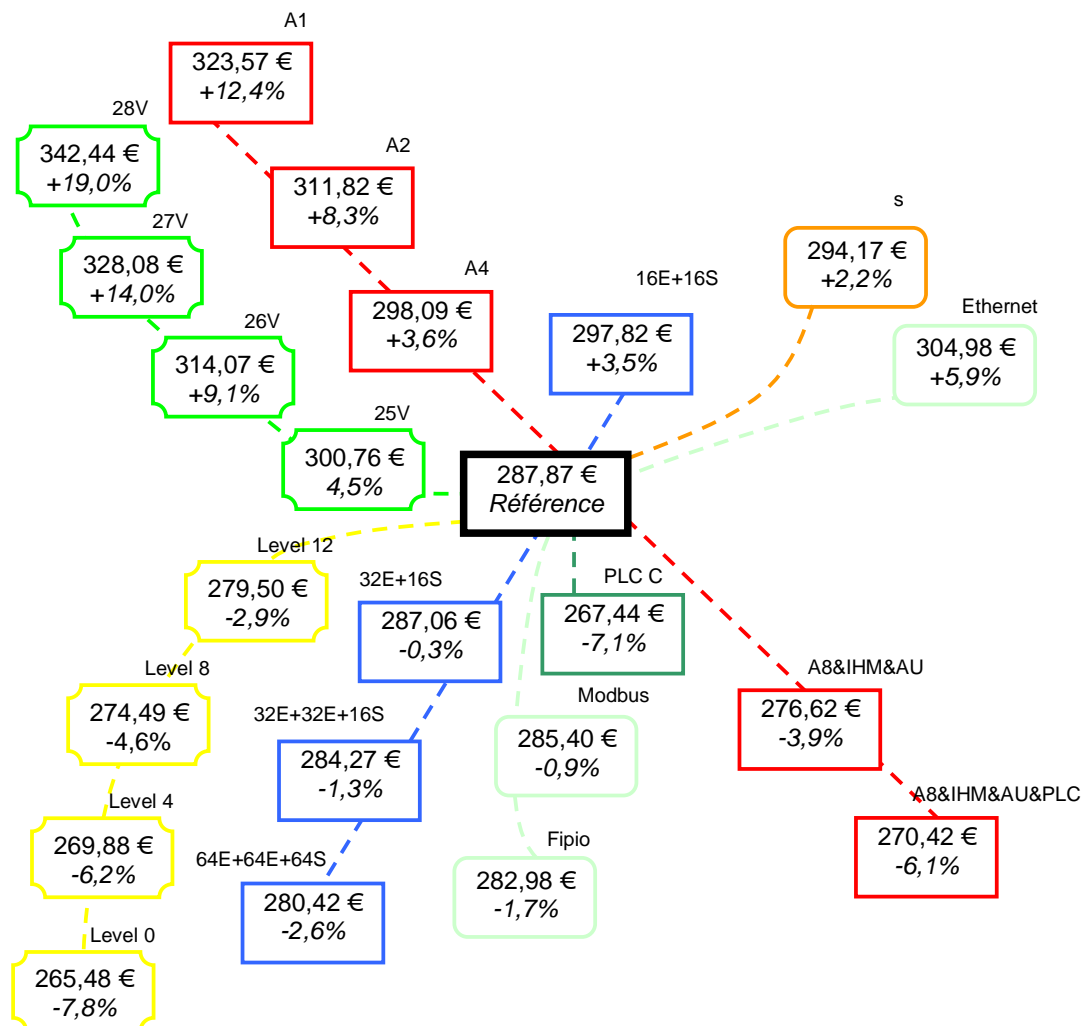 A1
323,57 €
+12,4%
28V
342,44 €
+19,0%
A2
311,82 €
+8,3%
s
294,17 €
+2,2%
27V
328,08 €
+14,0%
A4
298,09 €
+3,6%
16E+16S
297,82 €
+3,5%
Ethernet
304,98 €
+5,9%
26V
314,07 €
+9,1%
25V
300,76 €
4,5%
287,87 €
Référence
Level 12
279,50 €
-2,9%
32E+16S
287,06 €
-0,3%
PLC C
267,44 €
-7,1%
Level 8
274,49 €
-4,6%
32E+32E+16S
284,27 €
-1,3%
Modbus
285,40 €
-0,9%
A8&IHM&AU
276,62 €
-3,9%
Level 4
269,88 €
-6,2%
64E+64E+64S
280,42 €
-2,6%
Fipio
282,98 €
-1,7%
A8&IHM&AU&PLC
270,42 €
-6,1%
Level 0
265,48 €
-7,8%